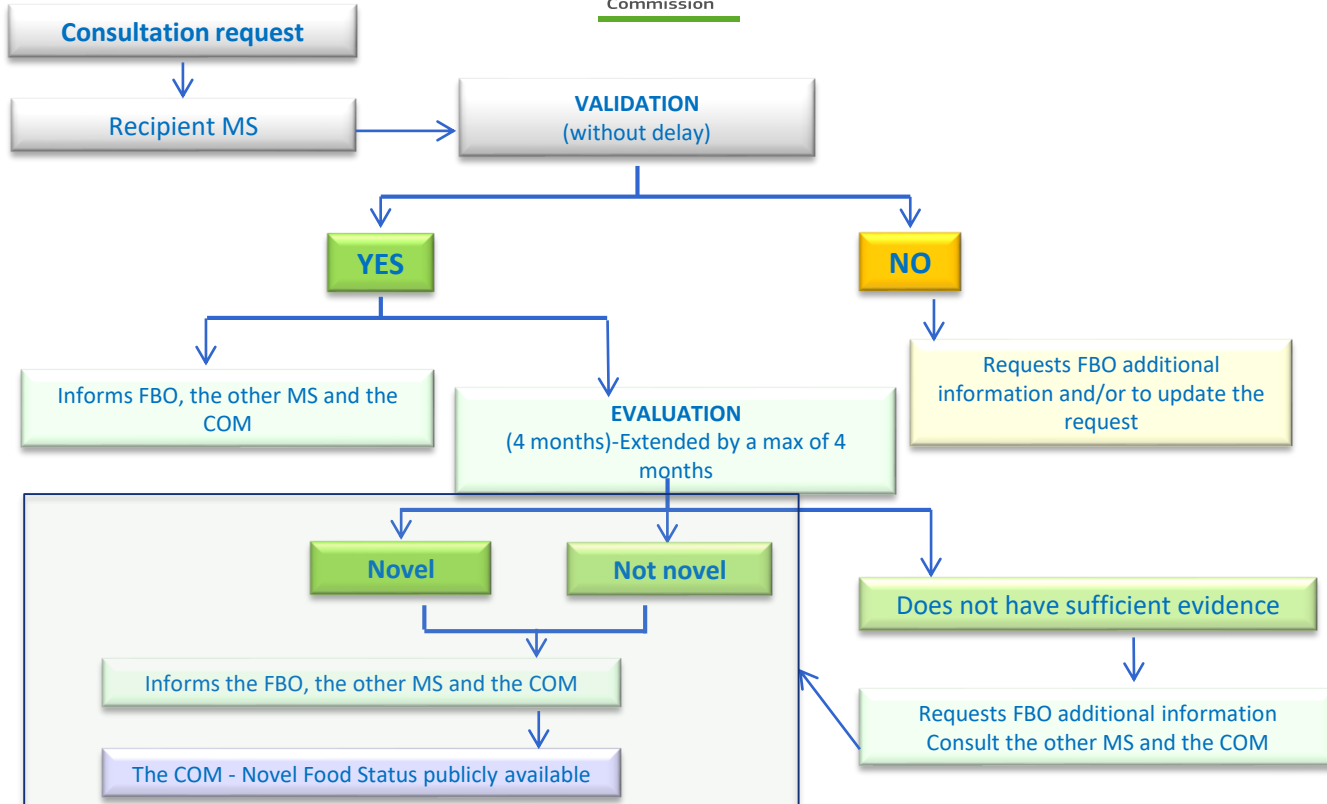 Commission
Consultation request
Recipient MS
VALIDATION
(without delay)
YES
NO
Informs FBO, the other MS and the
COM
EVALUATION
(4 months)-Extended by a max of 4
months
Requests FBO additional
information and/or to update the
request
Novel
Not novel
Does not have sufficient evidence
Informs the FBO, the other MS and the COM
Requests FBO additional information
Consult the other MS and the COM
The COM - Novel Food Status publicly available